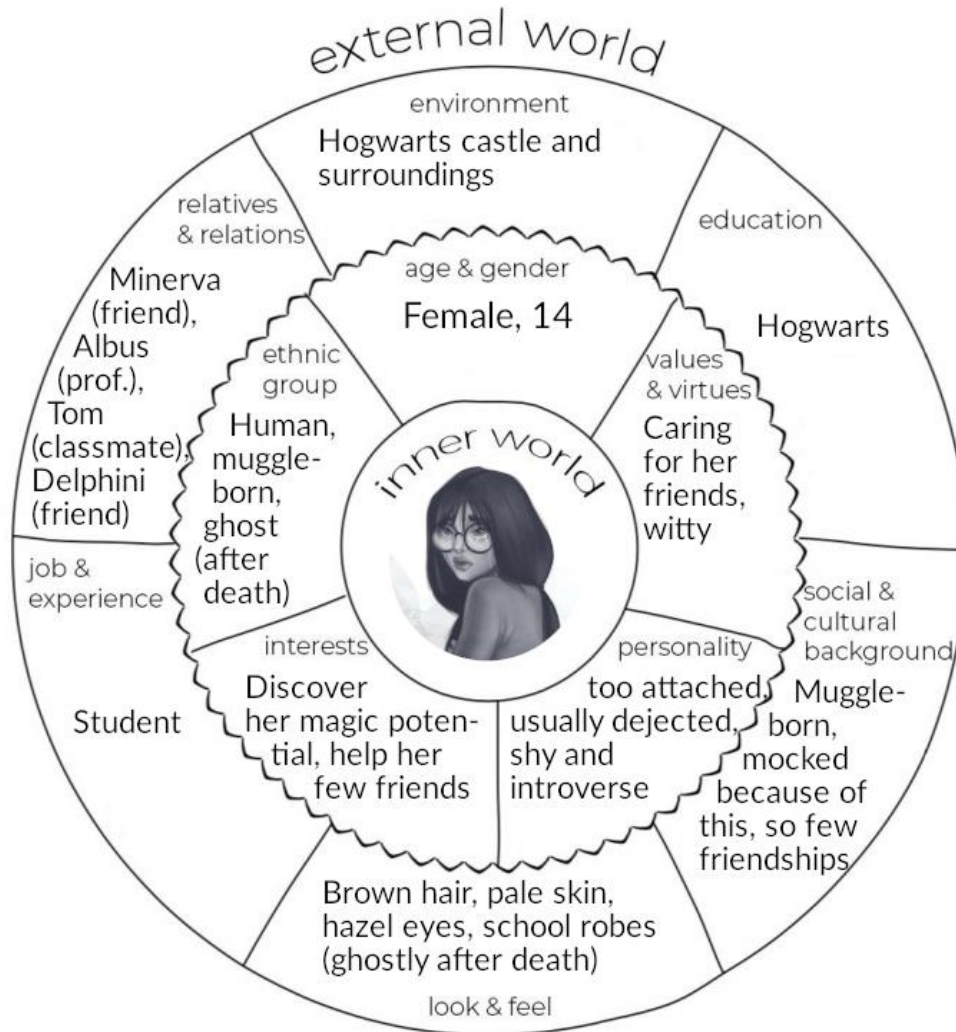 external world
environment
Hogwarts castle and
surroundings
relatives
& relations
Minerva
(friend),
Albus
(prof.),
Tom
(classmate),
Delphini
(friend)
education
Hogwarts
age & gender
Female, 14
ethnic
group
Human,
muggle-
born,
ghost
(after
death)
values
& virtues
Caring
for her
friends,
witty
inner world
job &
experience
Student
interests
Discover
her magic poten-
tial, help her
few friends
personality
too attached,
usually dejected,
shy and
introverse
social &
cultural
background
Muggle-
born,
mocked
because of
this, so few
friendships
Brown hair, pale skin,
hazel eyes, school robes
(ghostly after death)
look & feel